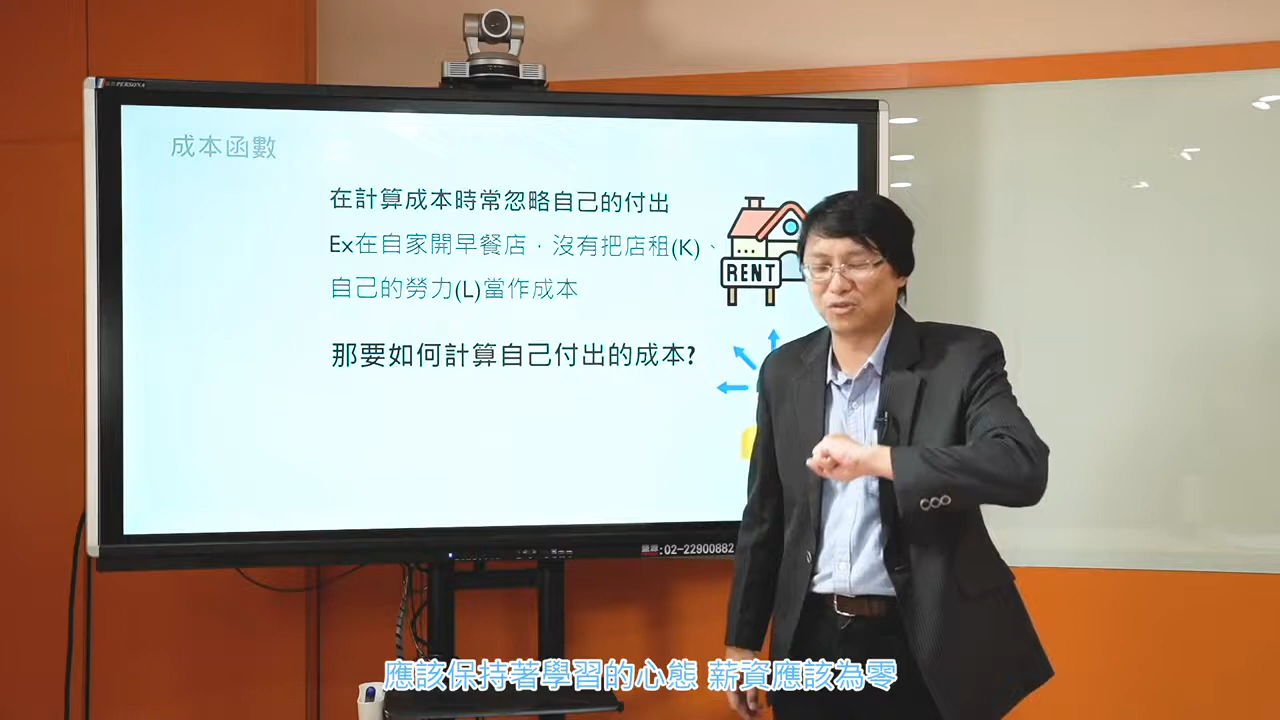 PERSONA
成本函數
在計算成本時常忽略自己的付出
Ex在自家開早餐店，沒有把店租(K)、
自己的勞力(L)當作成本
RENT
那要如何計算自己付出的成本?
:02-22900882
應該保持著學習的心態 薪資應該為零